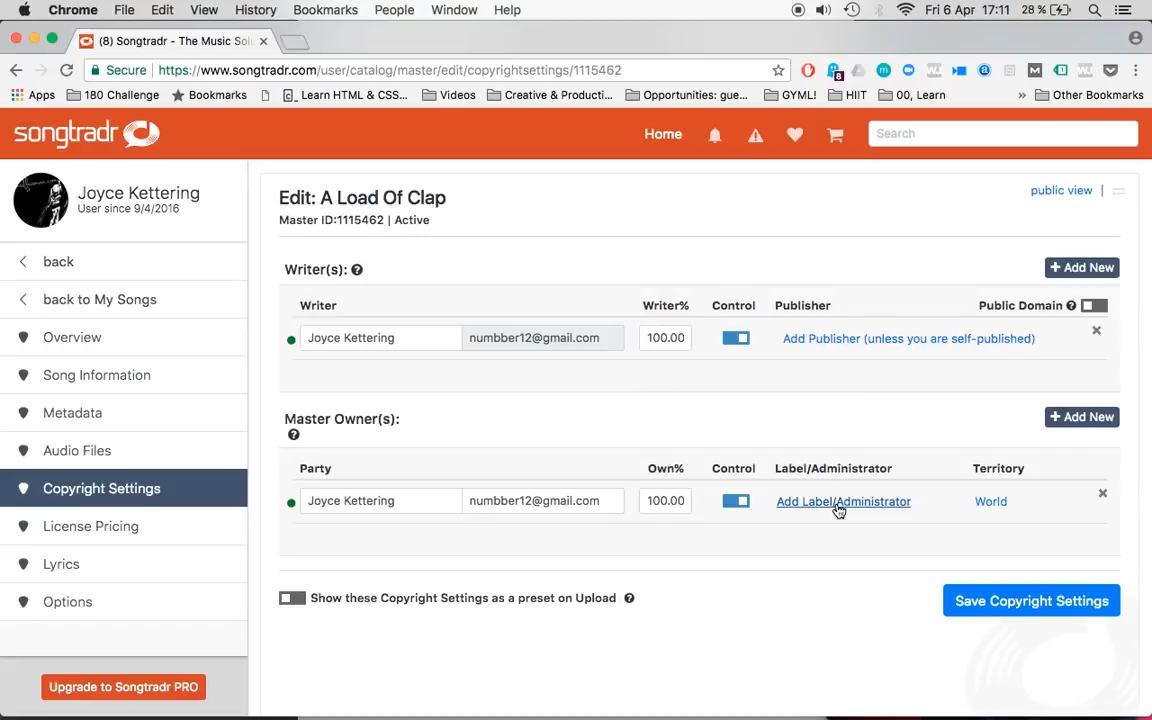 Chrome File Edit View History Bookmarks People Window Help Fri 6 Apr 17:11 28 %
(8) Songtradr - The Music Sol
Secure https://www.songtradr.com/user/catalog/master/edit/copyrightsettings/1115462 8
Apps 180 Challenge Bookmarks Learn HTML & CSS... Videos Creative & Producti... Opportunities: gue... GYML! HIIT 00, Learn » Other Bookmarks
songtradr Home Search
Joyce Kettering
User since 9/4/2016
back
back to My Songs
Overview
Song Information
Metadata
Audio Files
Copyright Settings
License Pricing
Lyrics
Options
Upgrade to Songtradr PRO
Edit: A Load Of Clap public view |
Master ID:1115462 | Active
Writer(s): + Add New
Writer Writer% Control Publisher Public Domain
Joyce Kettering numbber12@gmail.com 100.00 Add Publisher (unless you are self-published)
Master Owner(s): + Add New
Party Own% Control Label/Administrator Territory
Joyce Kettering numbber12@gmail.com 100.00 Add Label/Administrator World
Show these Copyright Settings as a preset on Upload
Save Copyright Settings